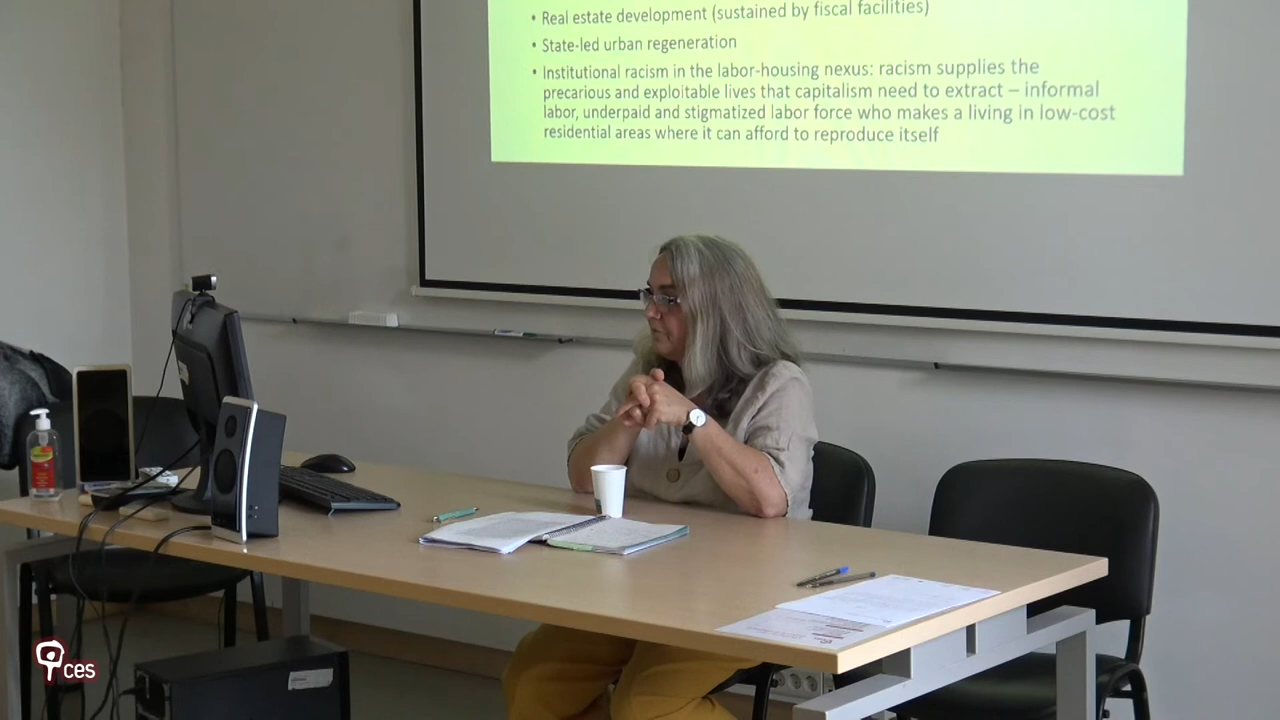 • Real estate development (sustained by fiscal facilities)
• State-led urban regeneration
• Institutional racism in the labor-housing nexus: racism supplies the
precarious and exploitable lives that capitalism need to extract – informal
labor, underpaid and stigmatized labor force who makes a living in low-cost
residential areas where it can afford to reproduce itself
ces